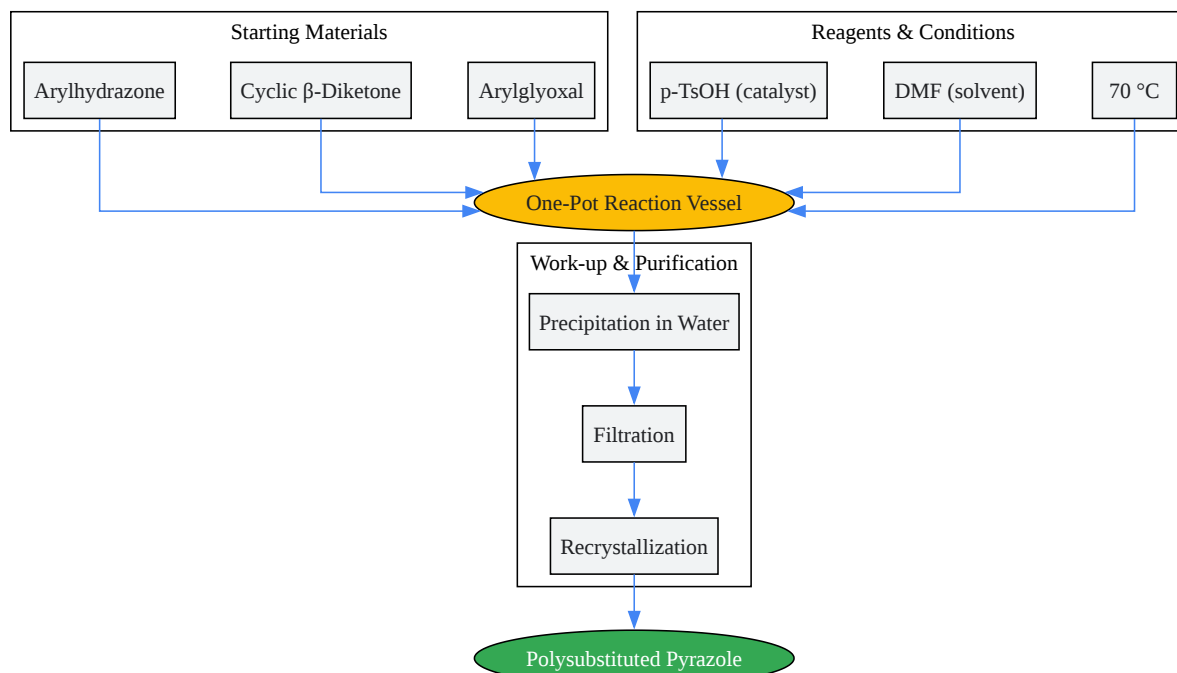 Starting Materials
Reagents & Conditions
Arylhydrazone
Cyclic β-Diketone
Arylglyoxal
p-TsOH (catalyst)
DMF (solvent)
70 °C
One-Pot Reaction Vessel
Work-up & Purification
Precipitation in Water
Filtration
Recrystallization
Polysubstituted Pyrazole